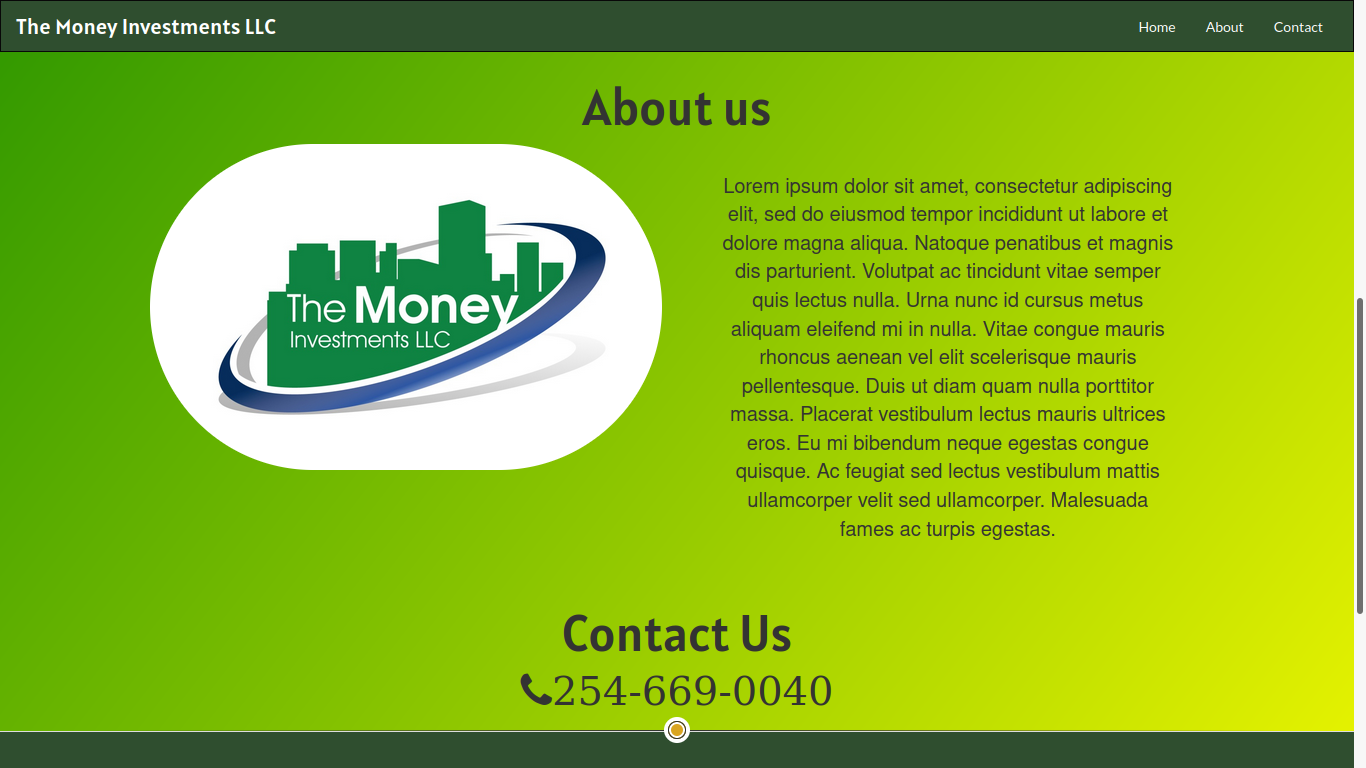 The Money Investments LLC
Home About Contact
About us
The Money
Investments LLC
Lorem ipsum dolor sit amet, consectetur adipiscing
elit, sed do eiusmod tempor incididunt ut labore et
dolore magna aliqua. Natoque penatibus et magnis
dis parturient. Volutpat ac tincidunt vitae semper
quis lectus nulla. Urna nunc id cursus metus
aliquam eleifend mi in nulla. Vitae congue mauris
rhoncus aenean vel elit scelerisque mauris
pellentesque. Duis ut diam quam nulla porttitor
massa. Placerat vestibulum lectus mauris ultrices
eros. Eu mi bibendum neque egestas congue
quisque. Ac feugiat sed lectus vestibulum mattis
ullamcorper velit sed ullamcorper. Malesuada
fames ac turpis egestas.
Contact Us
254-669-0040